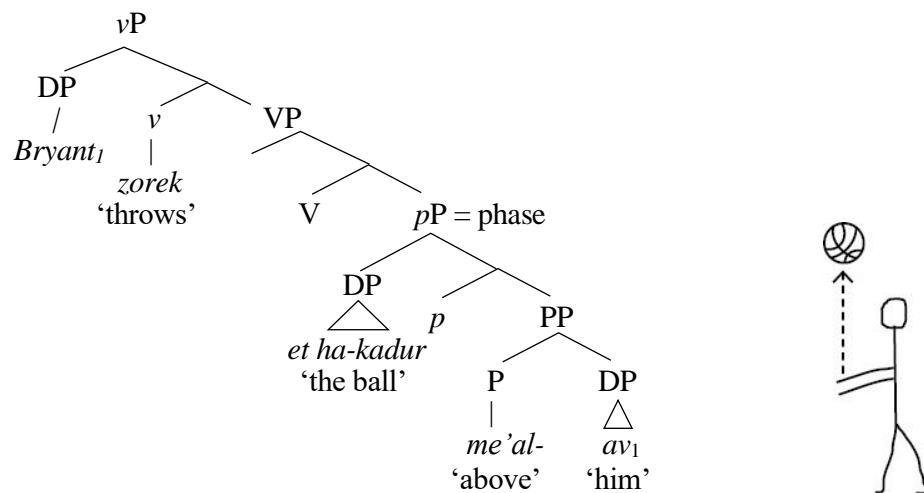 vP
DP
v
VP
Bryant₁
zorek
‘throws’
V
pP = phase
DP
p
PP
et ha-kadur
‘the ball’
P
DP
me’al-
av₁
‘above’
‘him’